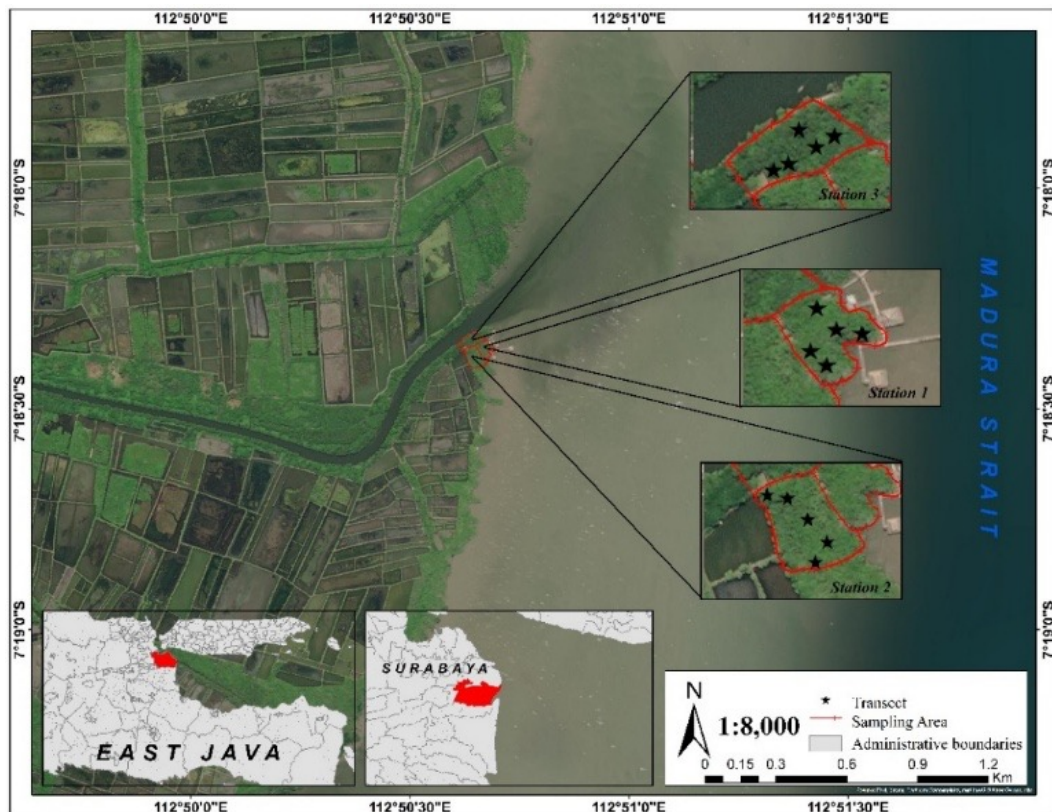 112°50'0"E 112°50'30"E 112°51'0"E 112°51'30"E
7°18'0"S
7°18'30"S
7°19'0"S
7°18'0"S
7°18'30"S
7°19'0"S
Station 3
Station 1
Station 2
MADURA STRAIT
EAST JAVA
SURABAYA
N
1:8,000
Transect
Sampling Area
Administrative boundaries
0 0.15 0.3 0.6 0.9 1.2
Km
112°50'0"E 112°50'30"E 112°51'0"E 112°51'30"E